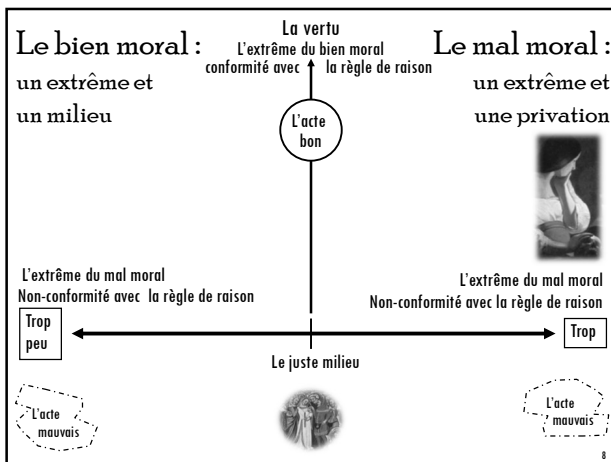 Le bien moral :
un extrême et
un milieu
La vertu
L'extrême du bien moral
conformité avec la règle de raison
Le mal moral :
un extrême et
une privation
L'acte
bon
L'extrême du mal moral
Non-conformité avec la règle de raison
L'extrême du mal moral
Non-conformité avec la règle de raison
Trop
peu
Trop
Le juste milieu
L'acte
mauvais
L'acte
mauvais
8